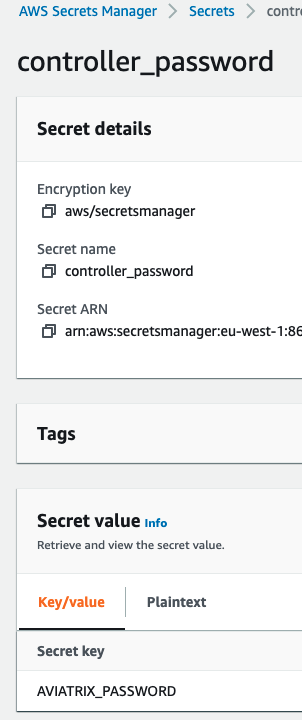 AWS Secrets Manager > Secrets > contr
controller_password
Secret details
Encryption key
aws/secretsmanager
Secret name
controller_password
Secret ARN
arn:aws:secretsmanager:eu-west-1:86
Tags
Secret value Info
Retrieve and view the secret value.
Key/value Plaintext
Secret key
AVIATRIX_PASSWORD